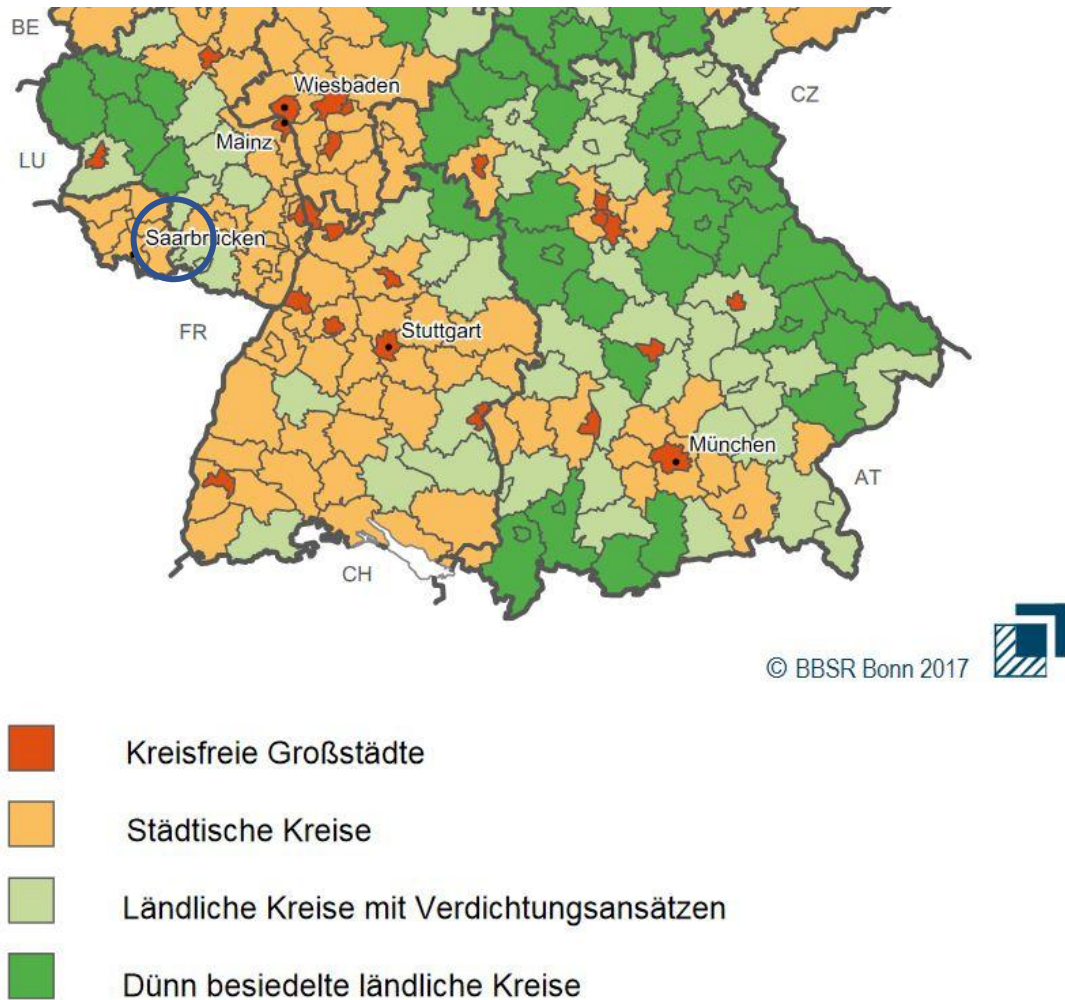 BE
CZ
Wiesbaden
Mainz
LU
Saarbrücken
FR
Stuttgart
München
AT
CH
© BBSR Bonn 2017
Kreisfreie Großstädte
Städtische Kreise
Ländliche Kreise mit Verdichtungsansätzen
Dünn besiedelte ländliche Kreise